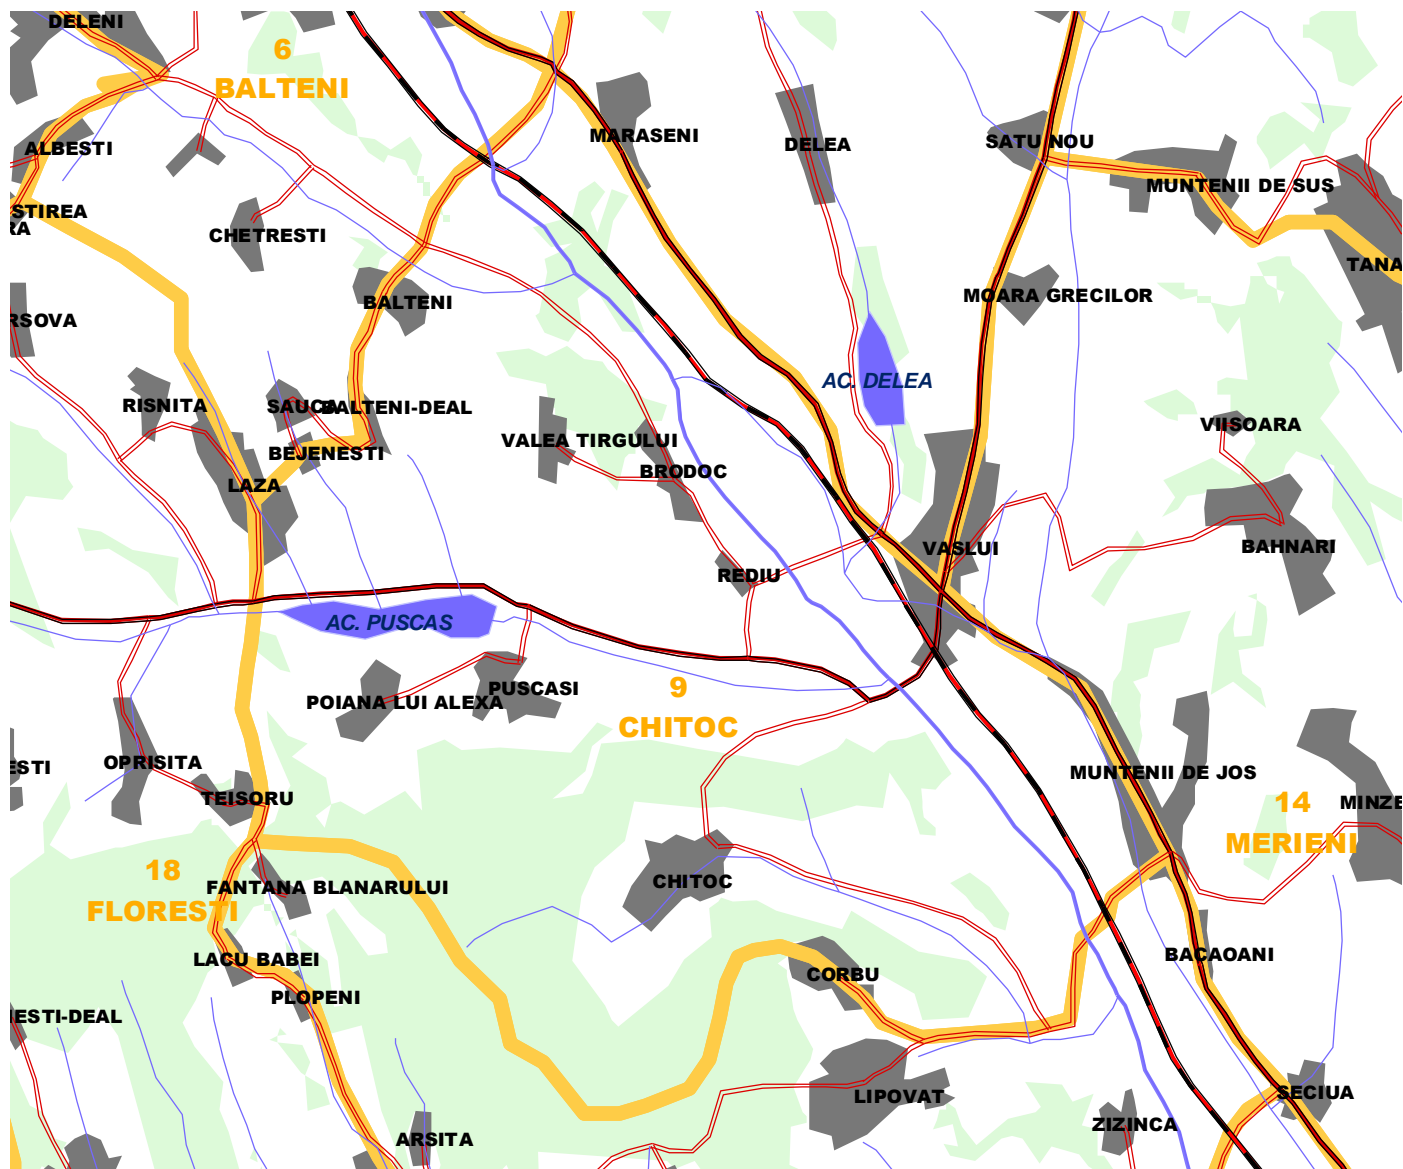 DELENI
6
BALTENI
MARASENI
DELEA
SATU NOU
ALBESTI
MUNTENII DE SUS
STIREA
RA
CHETRESTI
TANA
BALTENI
MOARA GRECILOR
RSOVA
AC. DELEA
RISNITA
SAUCA
BALTENI-DEAL
VIISOARA
VALEA TIRGULUI
BEJENESTI
BRODOC
LAZA
VASLUI
BAHNARI
REDIU
AC. PUSCAS
PUSCASI
POIANA LUI ALEXA
9
CHITOC
ESTI
OPRISITA
MUNTENII DE JOS
TEISORU
14
MERIENI
MINZE
18
FLORESTI
CHITOC
FANTANA BLANARULUI
LACU BABEI
BACAOANI
CORBU
PLOPENI
IESTI-DEAL
LIPOVAT
SECIUA
ZIZINCA
ARSITA